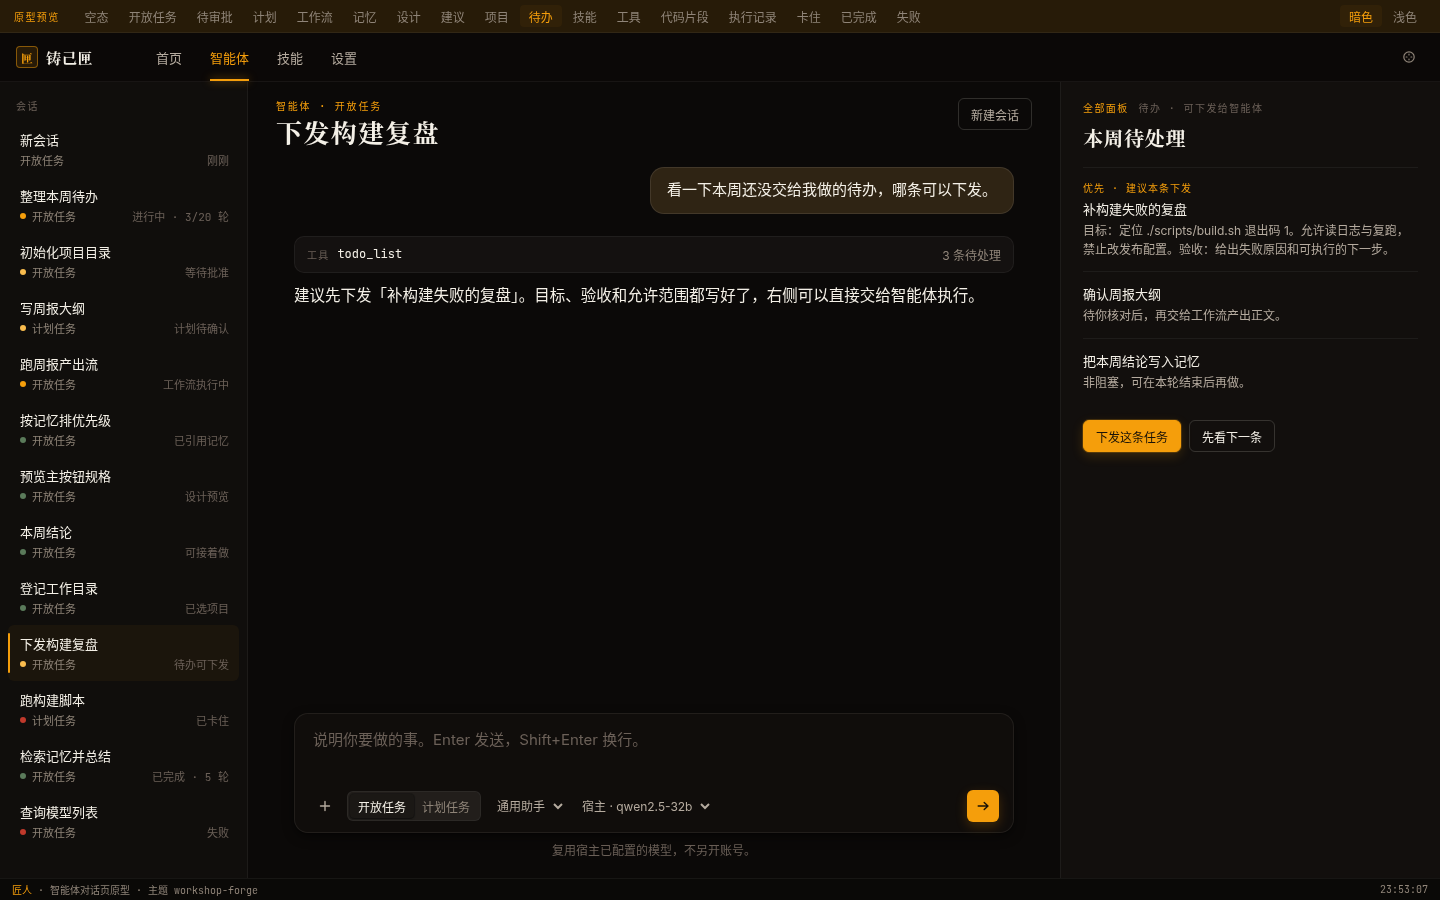 原型预览 空态 开放任务 待审批 计划 工作流 记忆 设计 建议 项目 待办 技能 工具 代码片段 执行记录 卡住 已完成 失败 暗色 浅色
匠 铸己匣 首页 智能体 技能 设置
会话
新会话
开放任务 刚刚
整理本周待办
开放任务 进行中 · 3/20 轮
初始化项目目录
开放任务 等待批准
写周报大纲
计划任务 计划待确认
跑周报产出流
开放任务 工作流执行中
按记忆排优先级
开放任务 已引用记忆
预览主按钮规格
开放任务 设计预览
本周结论
开放任务 可接着做
登记工作目录
开放任务 已选项目
下发构建复盘
开放任务 待办可下发
跑构建脚本
计划任务 已卡住
检索记忆并总结
开放任务 已完成 · 5 轮
查询模型列表
开放任务 失败
智能体 · 开放任务
下发构建复盘
新建会话
看一下本周还没交给我做的待办，哪条可以下发。
工具 todo_list 3 条待处理
建议先下发「补构建失败的复盘」。目标、验收和允许范围都写好了，右侧可以直接交给智能体执行。
说明你要做的事。Enter 发送，Shift+Enter 换行。
+ 开放任务 计划任务 通用助手 宿主 · qwen2.5-32b
复用宿主已配置的模型，不另开账号。
全部面板 待办 · 可下发给智能体
本周待处理
优先 · 建议本条下发
补构建失败的复盘
目标：定位 ./scripts/build.sh 退出码 1。允许读日志与复跑，
禁止改发布配置。验收：给出失败原因和可执行的下一步。
确认周报大纲
待你核对后，再交给工作流产出正文。
把本周结论写入记忆
非阻塞，可在本轮结束后再做。
下发这条任务 先看下一条
匠人 · 智能体对话页原型 · 主题 workshop-forge 23:53:07